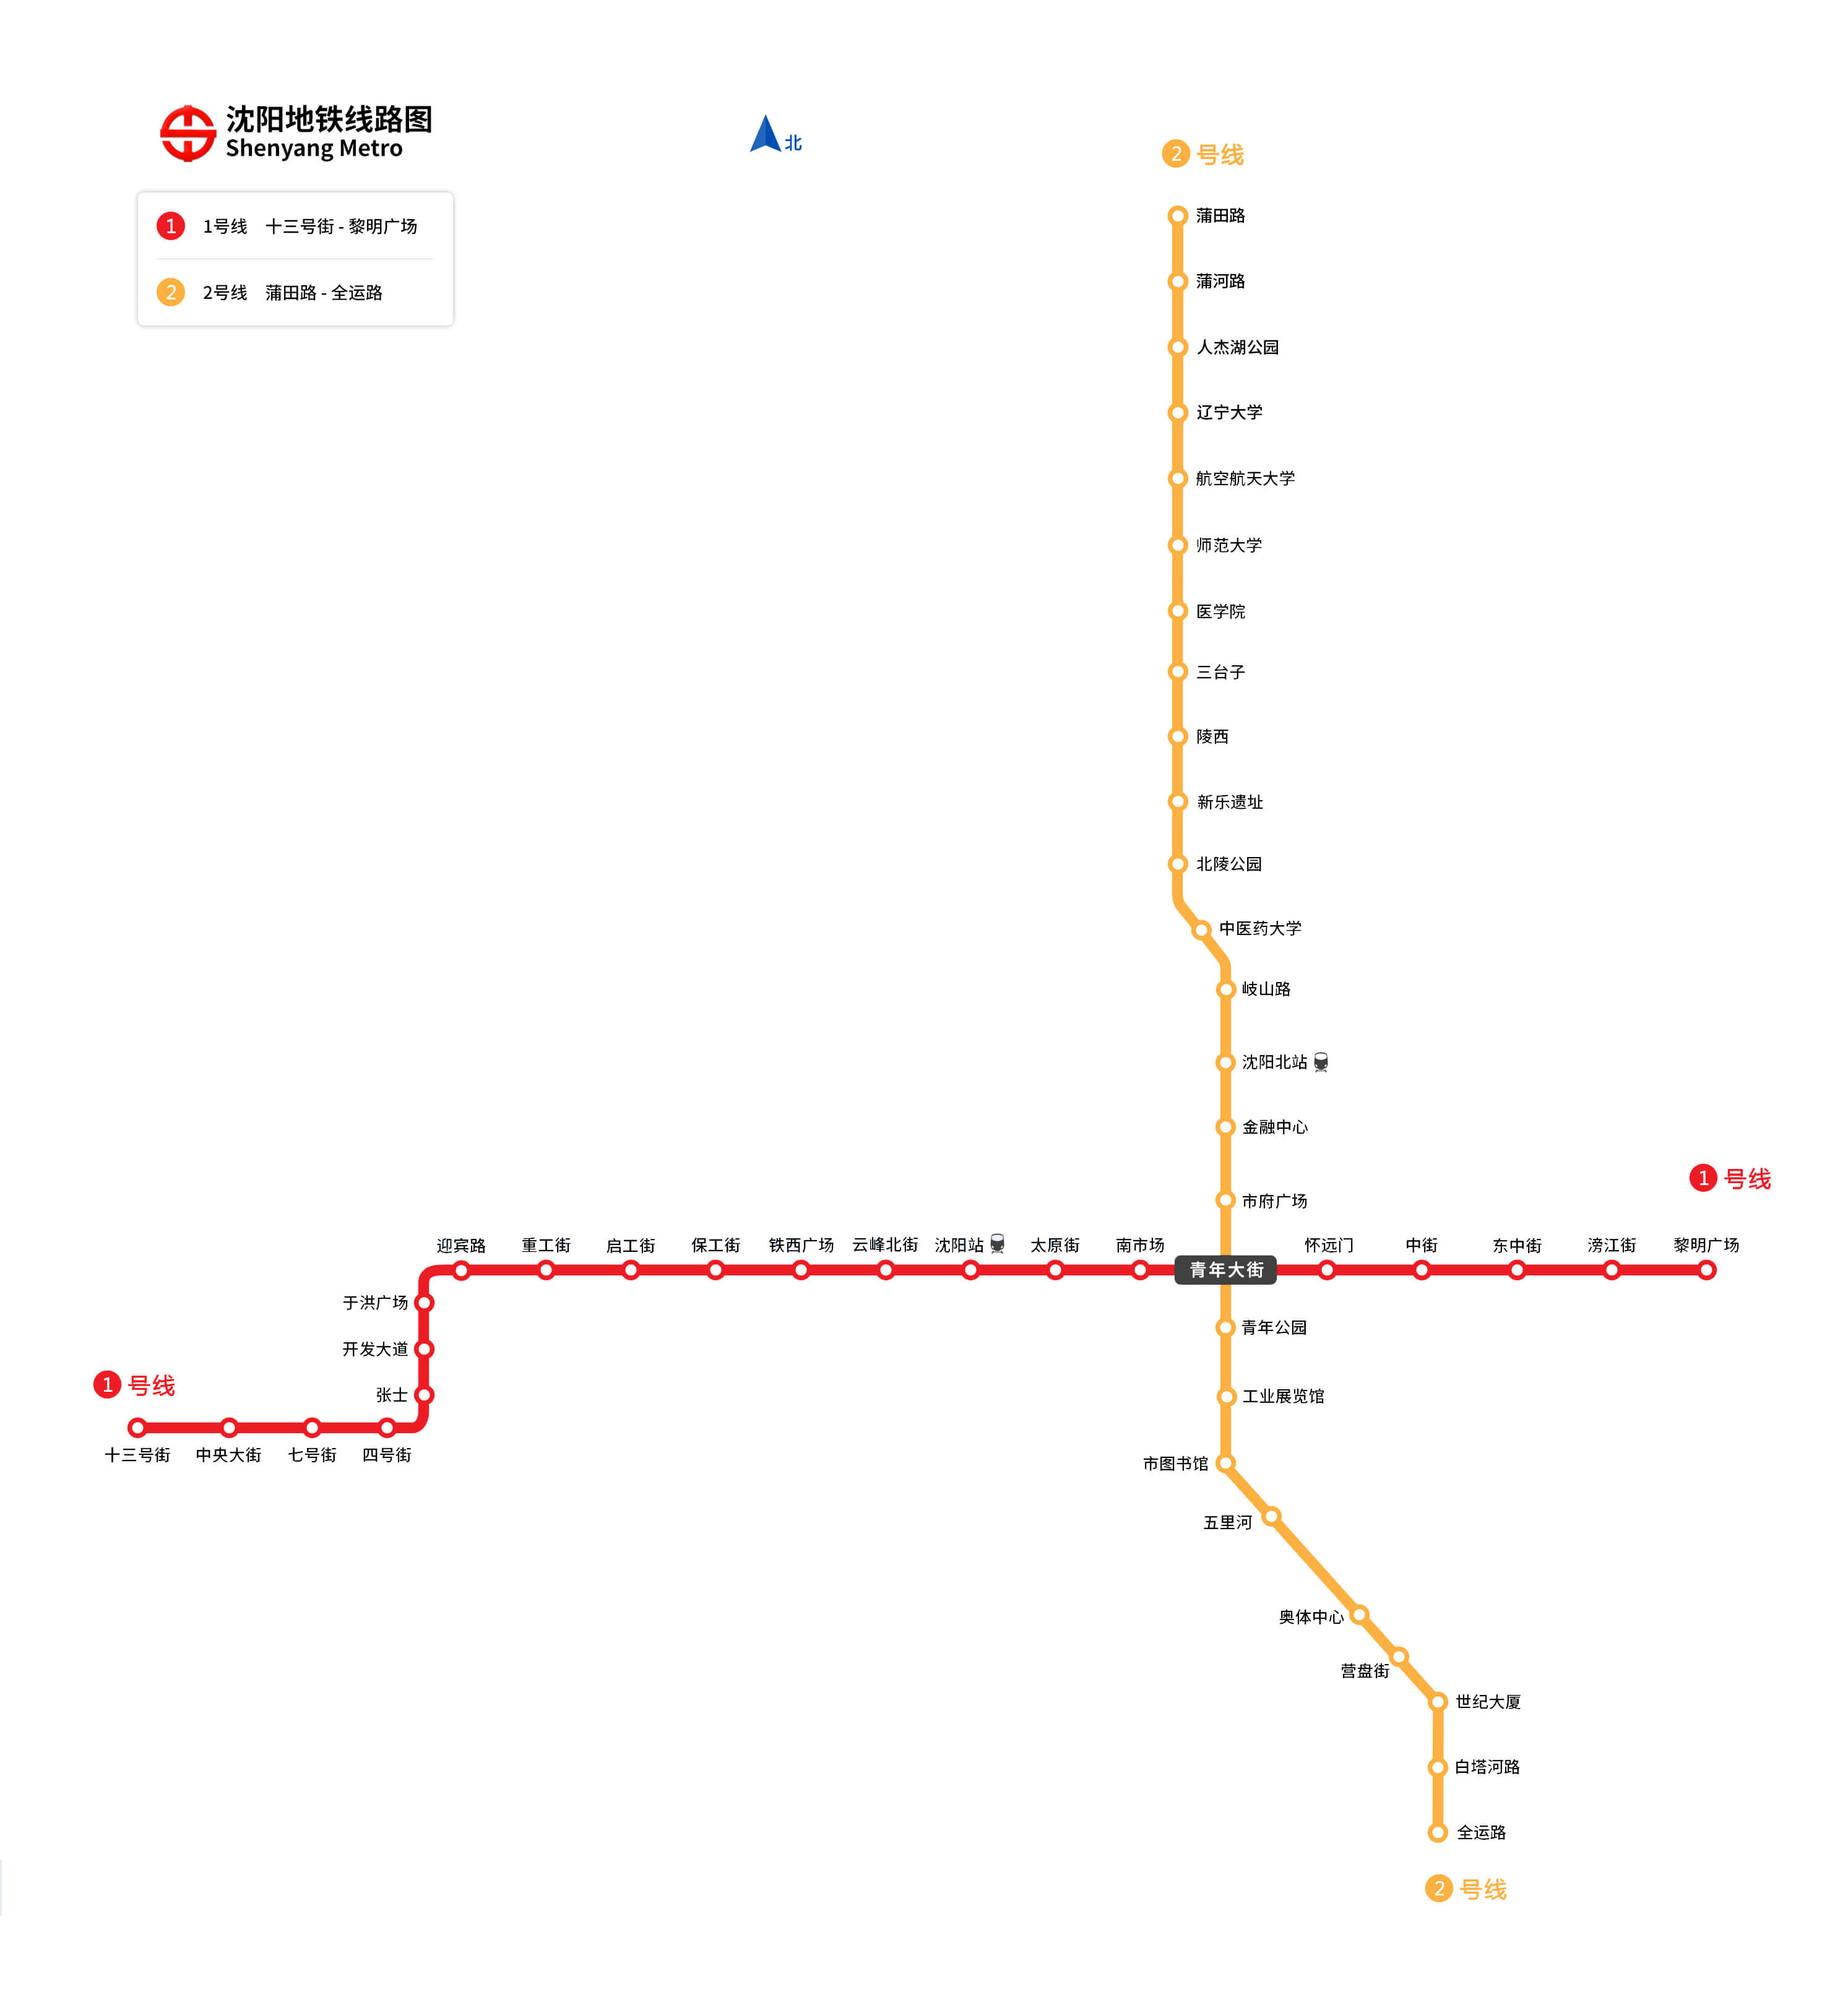 沈阳地铁线路图
Shenyang Metro
北
1 1号线 十三号街 - 黎明广场
2 2号线 蒲田路 - 全运路
2 号线
蒲田路
蒲河路
人杰湖公园
辽宁大学
航空航天大学
师范大学
医学院
三台子
陵西
新乐遗址
北陵公园
中医药大学
岐山路
沈阳北站
金融中心
市府广场
1 号线
迎宾路
重工街
启工街
保工街
铁西广场
云峰北街
沈阳站
太原街
南市场
青年大街
怀远门
中街
东中街
滂江街
黎明广场
于洪广场
开发大道
张士
1 号线
十三号街
中央大街
七号街
四号街
青年公园
工业展览馆
市图书馆
五里河
奥体中心
营盘街
世纪大厦
白塔河路
全运路
2 号线